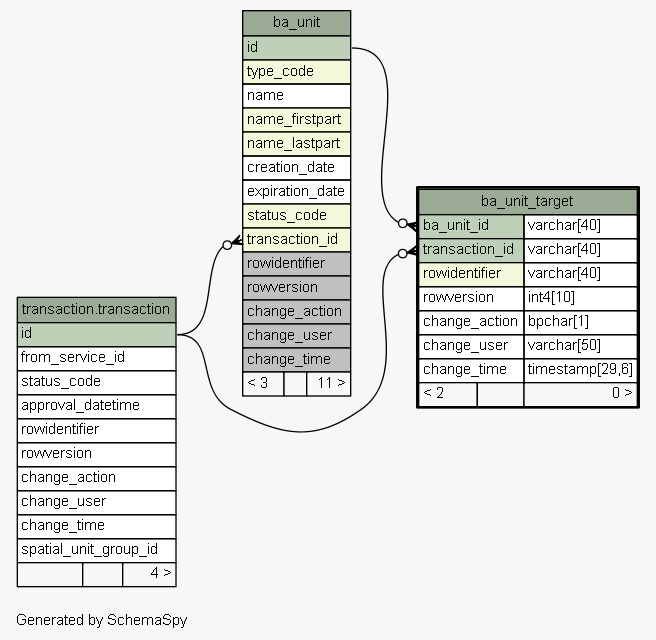 ba_unit
id
type_code
name
name_firstpart
name_lastpart
creation_date
expiration_date
status_code
transaction_id
rowidentifier
rowversion
change_action
change_user
change_time
< 3 11 >
ba_unit_target
ba_unit_id varchar[40]
transaction_id varchar[40]
rowidentifier varchar[40]
rowversion int4[10]
change_action bpchar[1]
change_user varchar[50]
change_time timestamp[29,6]
< 2 0 >
transaction.transaction
id
from_service_id
status_code
approval_datetime
rowidentifier
rowversion
change_action
change_user
change_time
spatial_unit_group_id
4 >
Generated by SchemaSpy